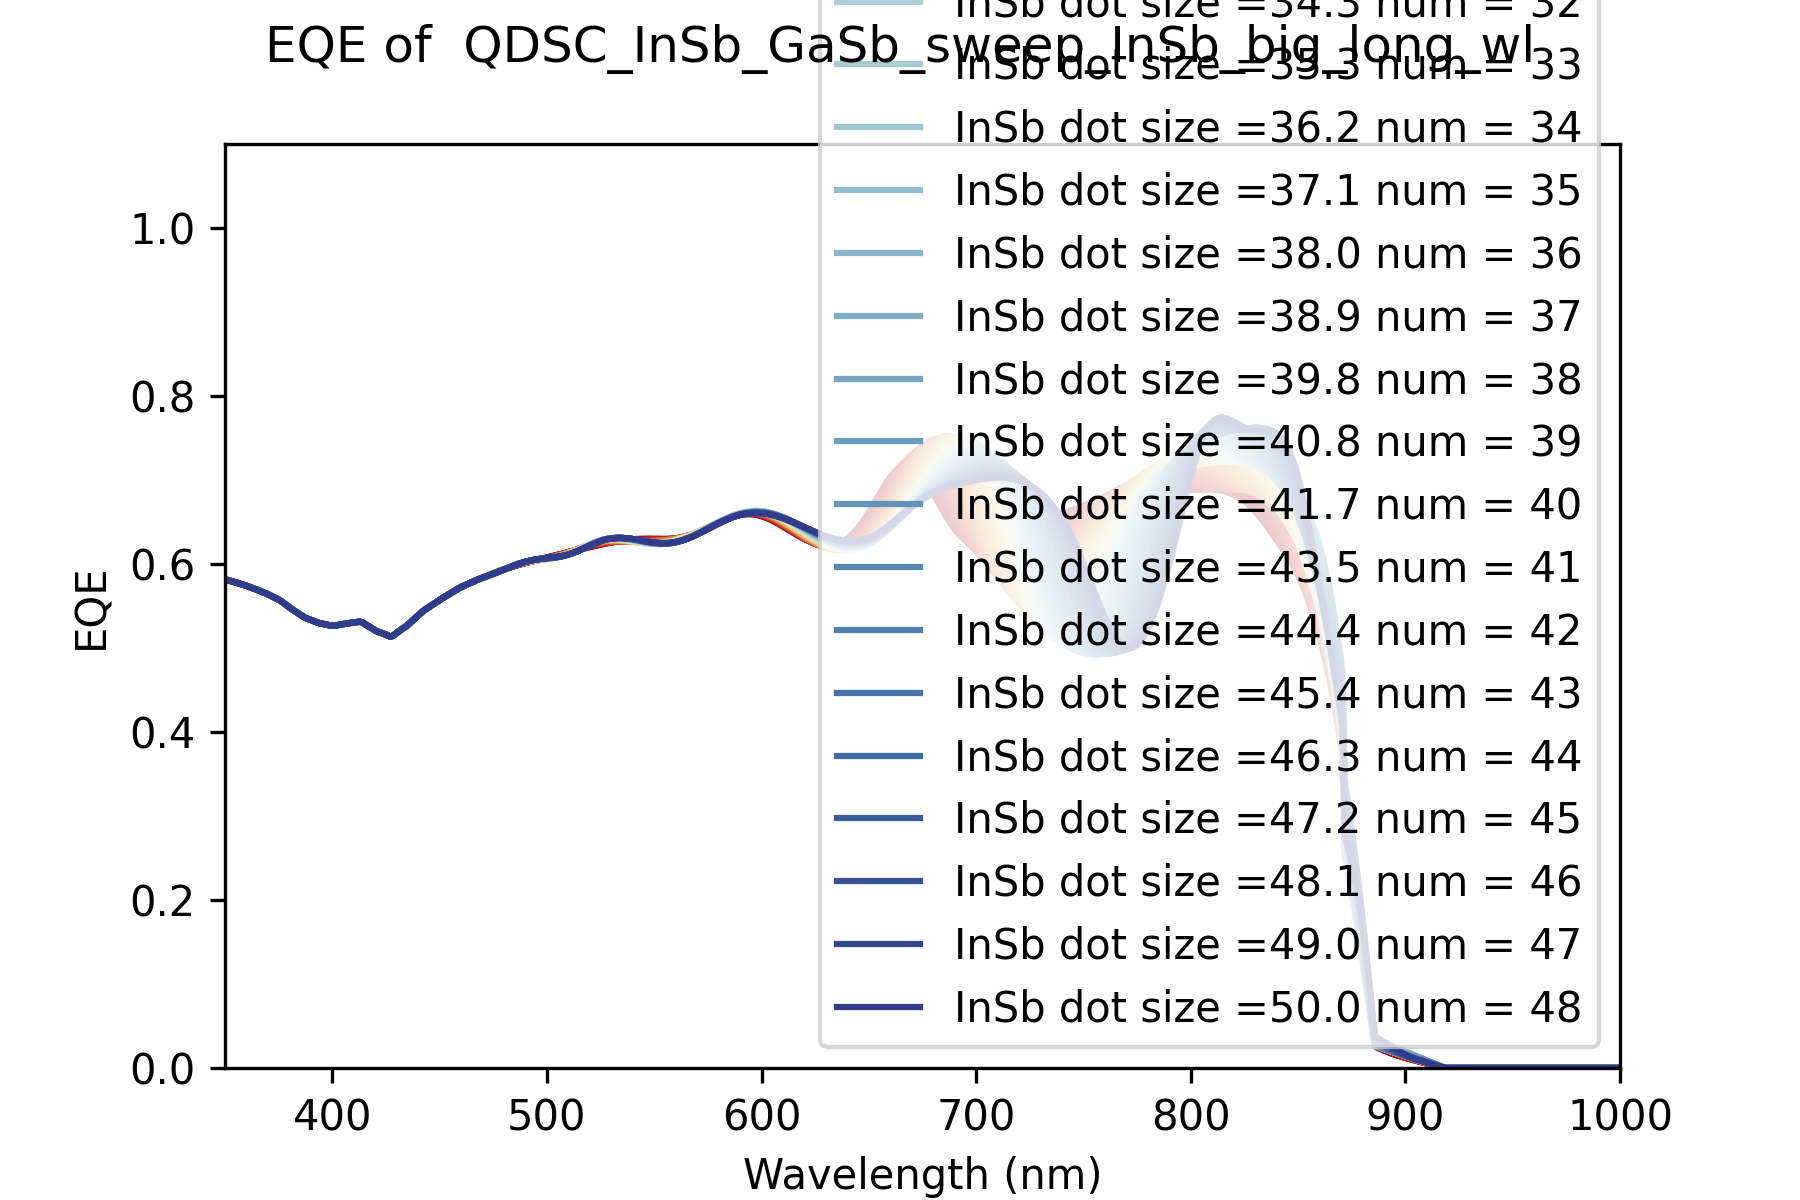 InSb dot size =34.3 num = 32
EQE of  QDSC_InSb_GaSb_sweep_InSb_big_long_wl
InSb dot size =35.3 num = 33
InSb dot size =36.2 num = 34
InSb dot size =37.1 num = 35
InSb dot size =38.0 num = 36
InSb dot size =38.9 num = 37
InSb dot size =39.8 num = 38
InSb dot size =40.8 num = 39
InSb dot size =41.7 num = 40
InSb dot size =43.5 num = 41
InSb dot size =44.4 num = 42
InSb dot size =45.4 num = 43
InSb dot size =46.3 num = 44
InSb dot size =47.2 num = 45
InSb dot size =48.1 num = 46
InSb dot size =49.0 num = 47
InSb dot size =50.0 num = 48
1.0
0.8
0.6
0.4
0.2
0.0
EQE
400 500 600 700 800 900 1000
Wavelength (nm)